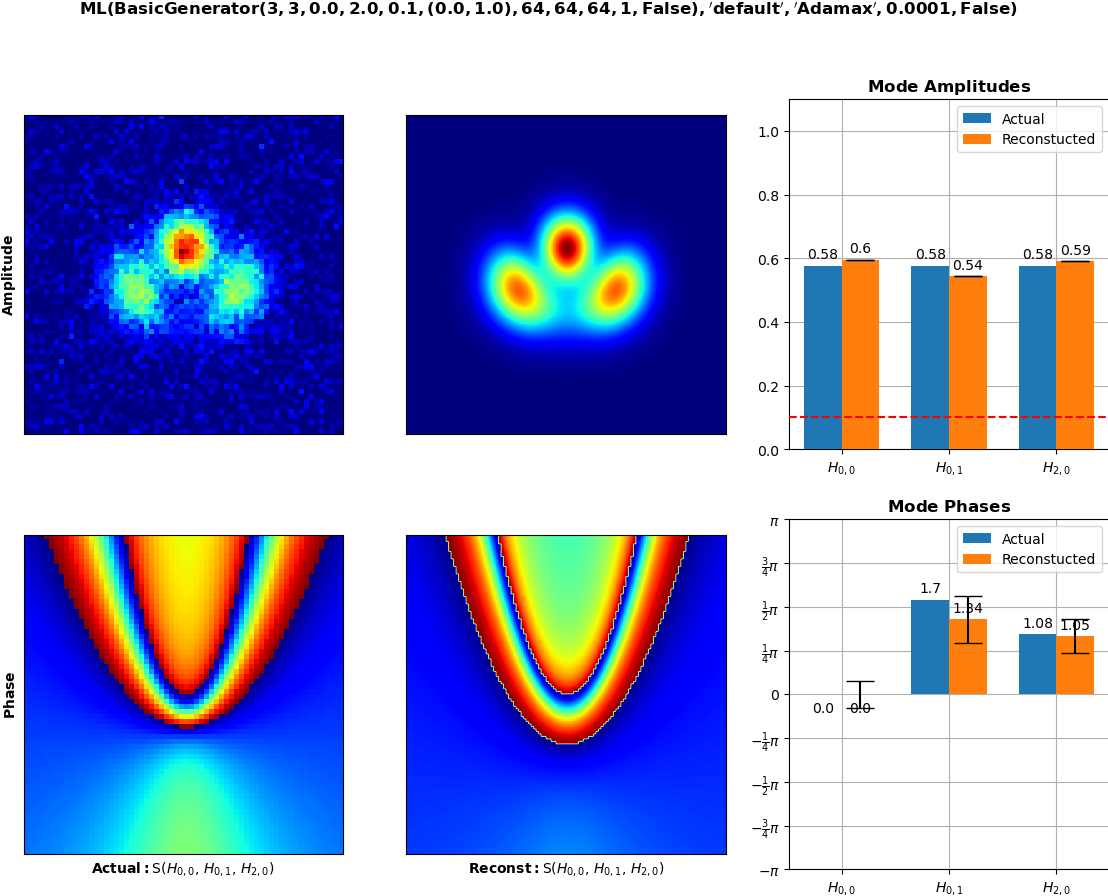 ML(BasicGenerator(3, 3, 0.0, 2.0, 0.1, (0.0, 1.0), 64, 64, 64, 1, False), ′default′, ′Adamax′, 0.0001, False)
Amplitude
Mode Amplitudes
Actual
Reconstucted
1.0
0.8
0.6
0.4
0.2
0.0
0.58 0.6 0.58 0.54 0.58 0.59
H0,0 H0,1 H2,0
Phase
Actual: S(H0,0, H0,1, H2,0)
Reconst: S(H0,0, H0,1, H2,0)
Mode Phases
Actual
Reconstucted
π
3/4π
1/2π
1/4π
0
−1/4π
−1/2π
−3/4π
−π
0.0 0.0 1.7 1.34 1.08 1.05
H0,0 H0,1 H2,0